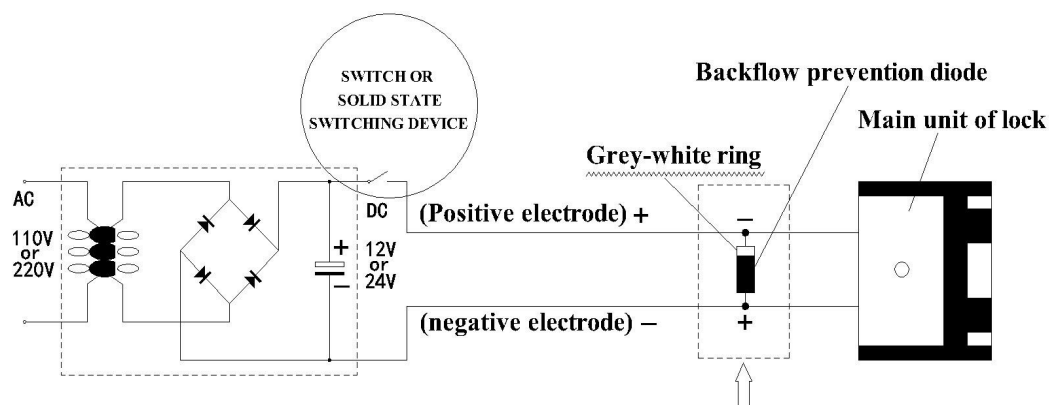 SWITCH OR
SOLID STATE
SWITCHING DEVICE
Backflow prevention diode
Main unit of lock
Grey-white ring
AC
110V
or
220V
DC
12V
or
24V
+
−
(Positive electrode) +
(negative electrode) −
−
+